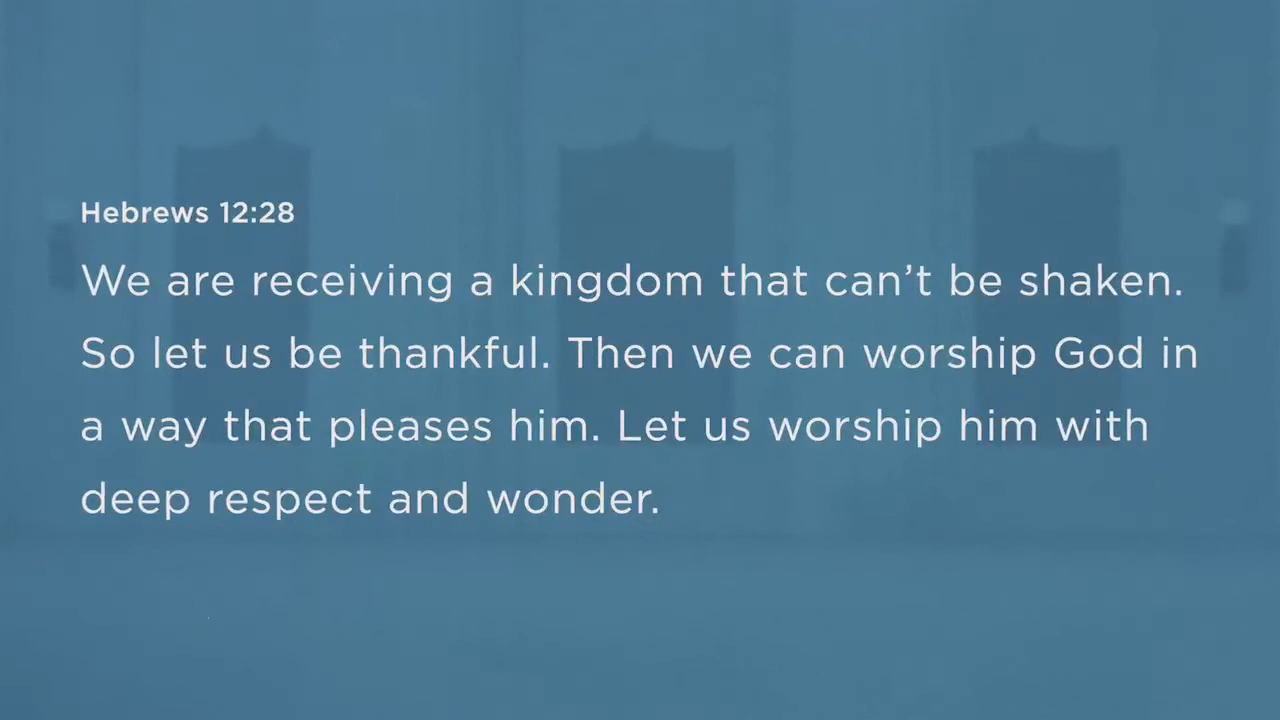 Hebrews 12:28
We are receiving a kingdom that can’t be shaken.
So let us be thankful. Then we can worship God in
a way that pleases him. Let us worship him with
deep respect and wonder.